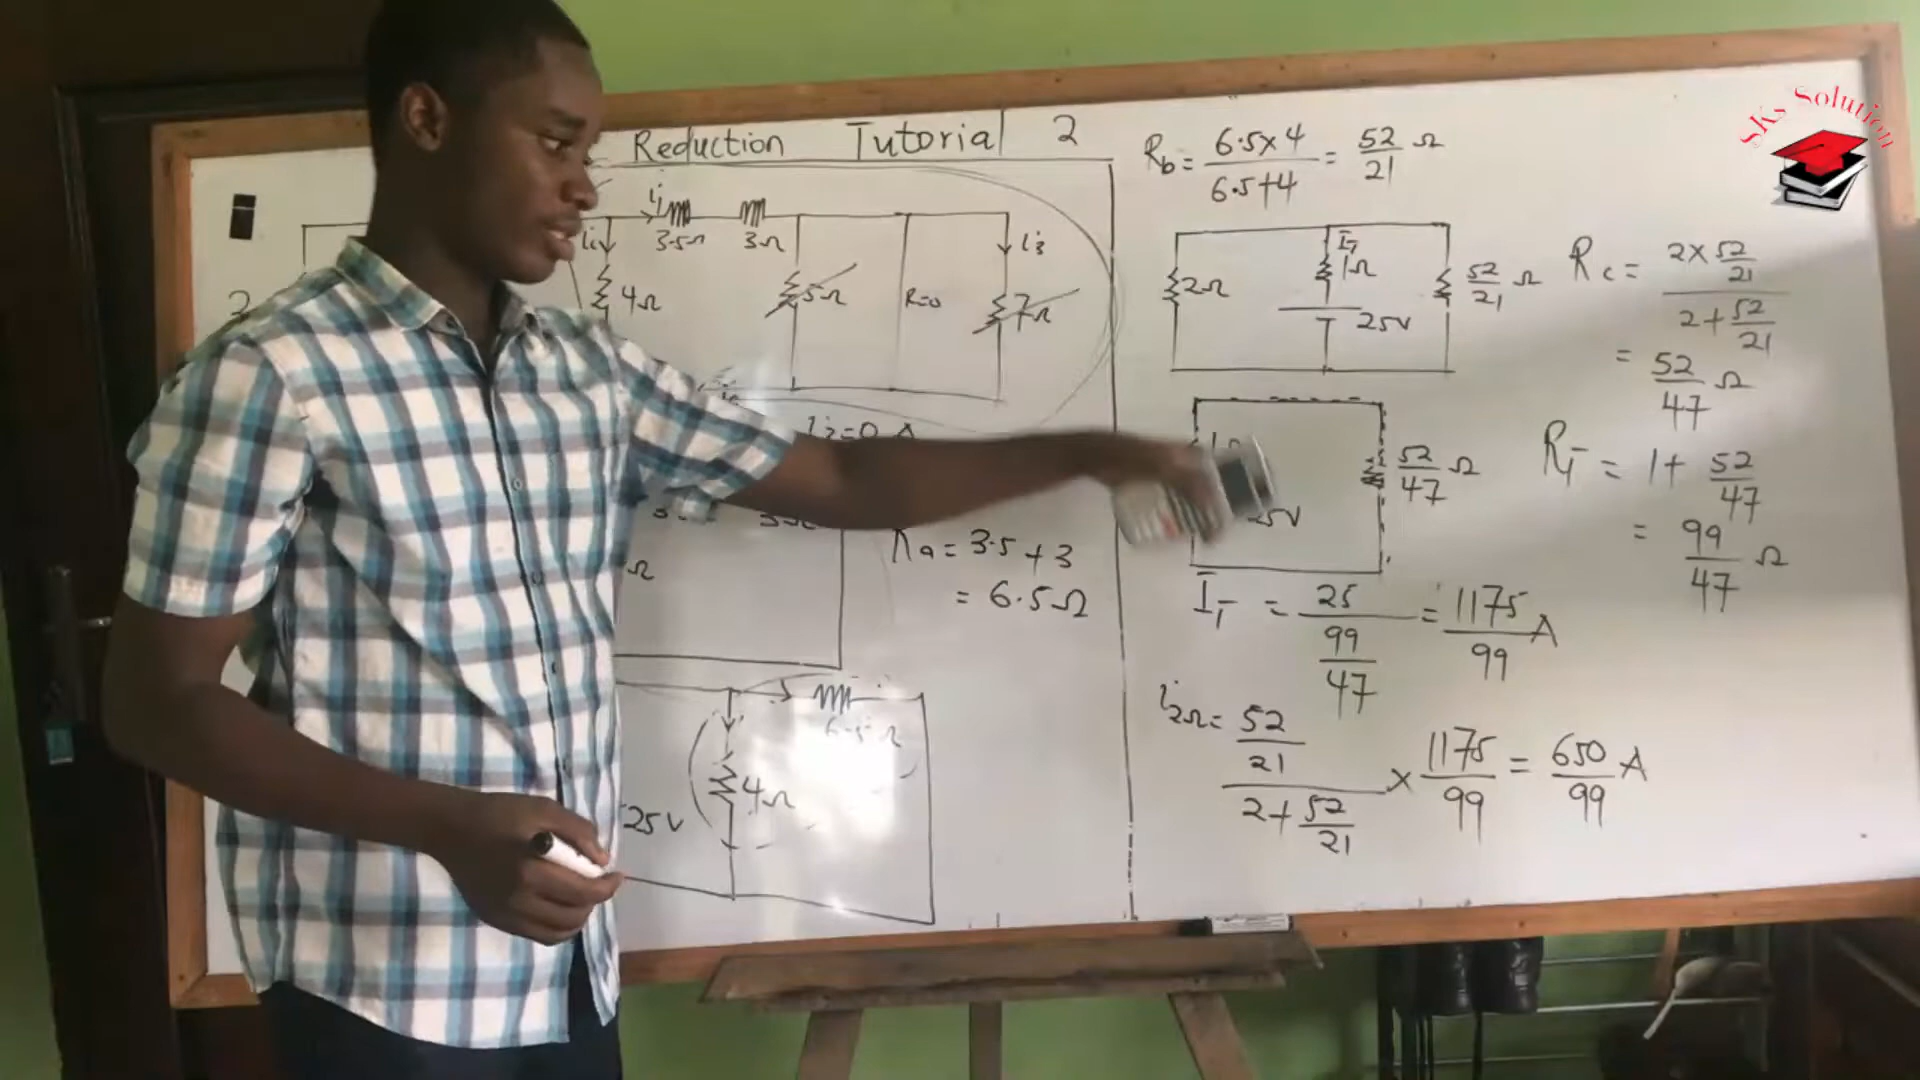 Reduction Tutorial 2
i1
3.5Ω 3Ω
4Ω
5Ω
R=0
i3
7Ω
2
i2=0 A
Ra = 3.5 + 3
= 6.5Ω
Ω
6.5Ω
4Ω
25V
Rb = 6.5×4 / 6.5+4 = 52/21 Ω
2Ω
IT
1Ω
25V
52/21 Ω
Rc = 2 × 52/21 / 2 + 52/21
= 52/47 Ω
1Ω
25V
52/47 Ω
RT = 1 + 52/47
= 99/47 Ω
IT = 25 / 99/47 = 1175/99 A
i2Ω = 52/21 / 2 + 52/21 × 1175/99 = 650/99 A
SKs Solution